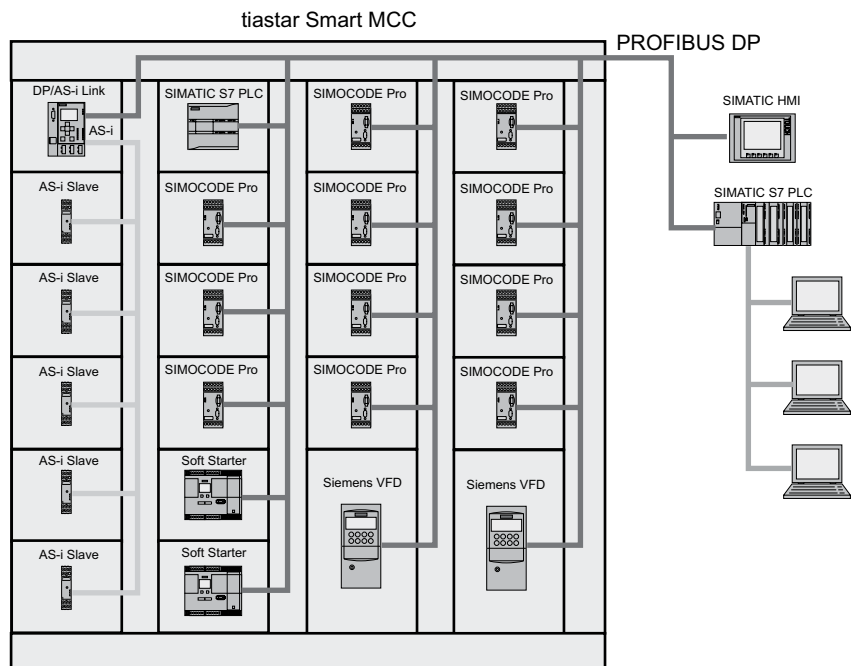 tiastar Smart MCC
PROFIBUS DP
DP/AS-i Link
SIMATIC S7 PLC
SIMOCODE Pro
SIMOCODE Pro
AS-i
SIMATIC HMI
TOUCH
AS-i Slave
SIMOCODE Pro
SIMOCODE Pro
SIMOCODE Pro
SIMATIC S7 PLC
AS-i Slave
SIMOCODE Pro
SIMOCODE Pro
SIMOCODE Pro
AS-i Slave
SIMOCODE Pro
SIMOCODE Pro
SIMOCODE Pro
AS-i Slave
Soft Starter
Siemens VFD
Siemens VFD
AS-i Slave
Soft Starter